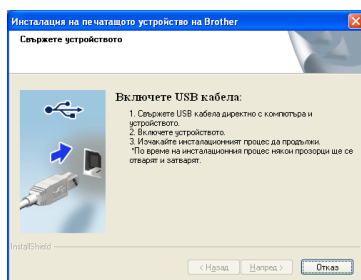 Инсталация на печатащо устройство на Brother
Свържете устройството
Включете USB кабела:
1. Свържете USB кабела директно с компютъра и
устройството.
2. Включете устройството.
3. Изчакайте инсталационният процес да продължи.
*По време на инсталационния процес някои прозорци ще се
отварят и затварят.
InstallShield
< Назад
Напред >
Отказ